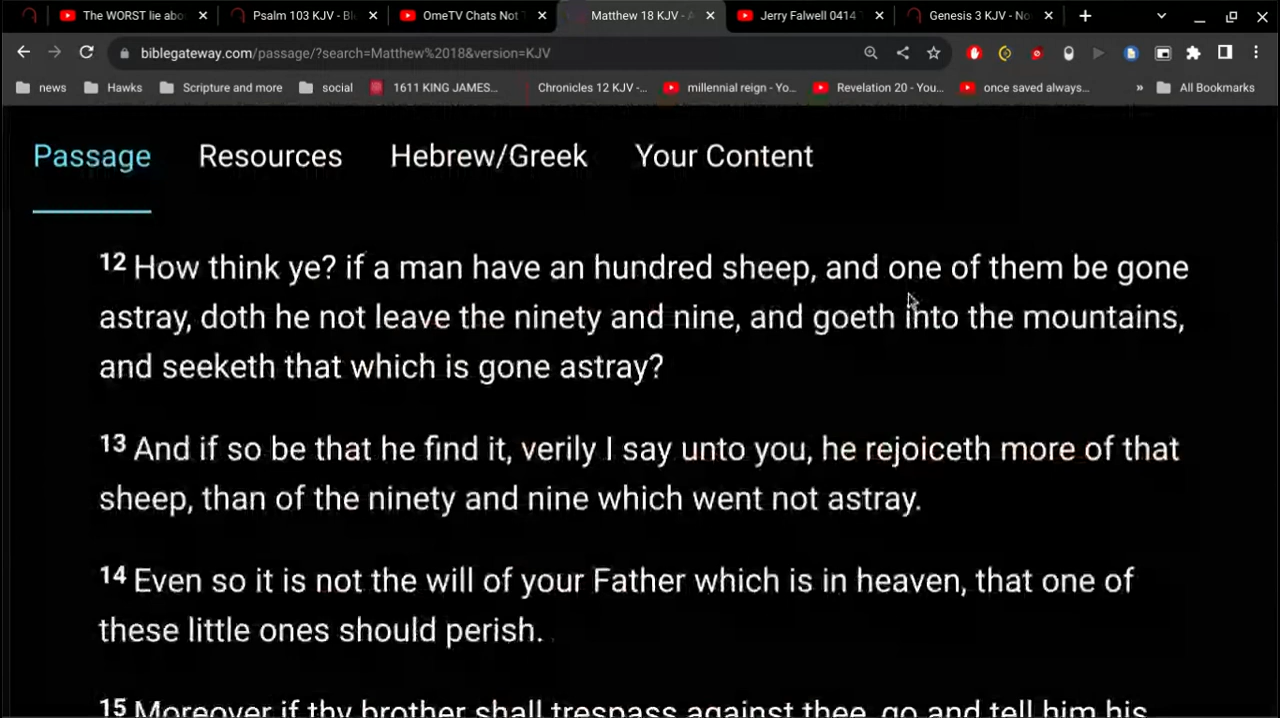 The WORST lie abo
Psalm 103 KJV - Bl
OmeTV Chats Not
Matthew 18 KJV - A
Jerry Falwell 0414
Genesis 3 KJV - No
biblegateway.com/passage/?search=Matthew%2018&version=KJV
news
Hawks
Scripture and more
social
1611 KING JAMES...
Chronicles 12 KJV -...
millennial reign - Yo...
Revelation 20 - You...
once saved always...
»
All Bookmarks
Passage
Resources
Hebrew/Greek
Your Content
12 How think ye? if a man have an hundred sheep, and one of them be gone
astray, doth he not leave the ninety and nine, and goeth into the mountains,
and seeketh that which is gone astray?
13 And if so be that he find it, verily I say unto you, he rejoiceth more of that
sheep, than of the ninety and nine which went not astray.
14 Even so it is not the will of your Father which is in heaven, that one of
these little ones should perish.
15 Moreover if thy brother shall trespass against thee, go and tell him his